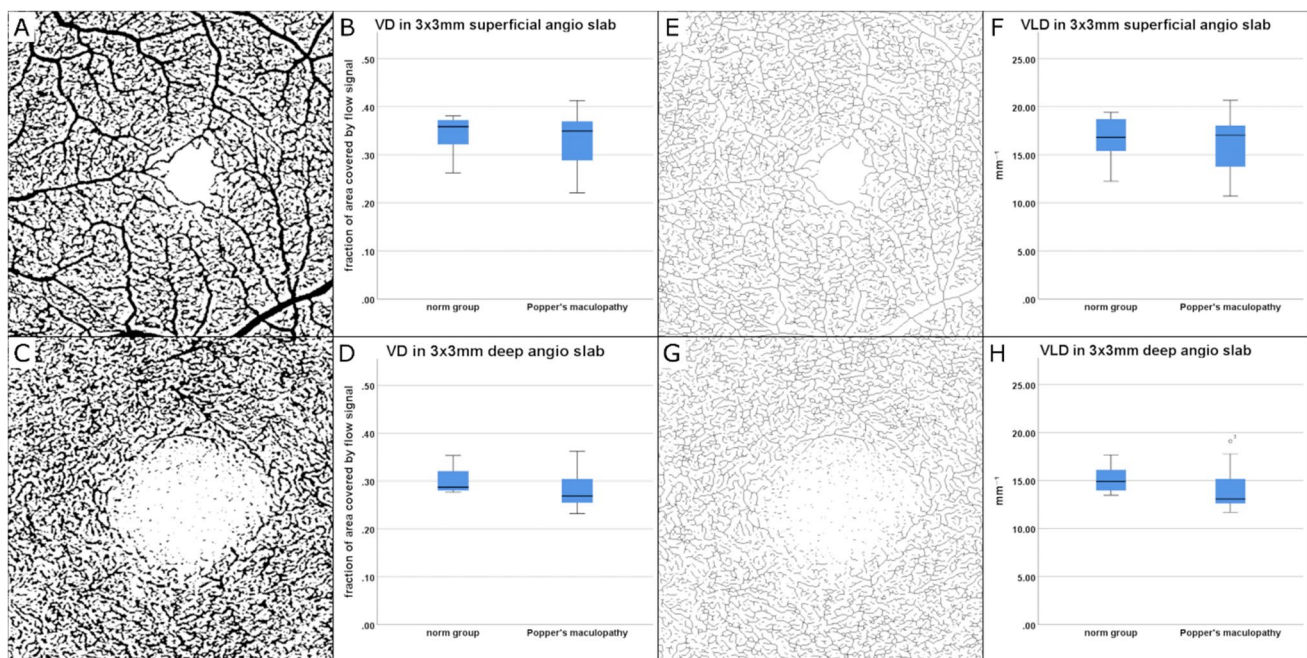 A
B
VD in 3x3mm superficial angio slab
fraction of area covered by flow signal
.50
.40
.30
.20
.10
.00
norm group
Popper's maculopathy
E
F
VLD in 3x3mm superficial angio slab
mm⁻¹
25.00
20.00
15.00
10.00
5.00
.00
norm group
Popper's maculopathy
C
D
VD in 3x3mm deep angio slab
fraction of area covered by flow signal
.50
.40
.30
.20
.10
.00
norm group
Popper's maculopathy
G
H
VLD in 3x3mm deep angio slab
mm⁻¹
25.00
20.00
15.00
10.00
5.00
.00
norm group
Popper's maculopathy